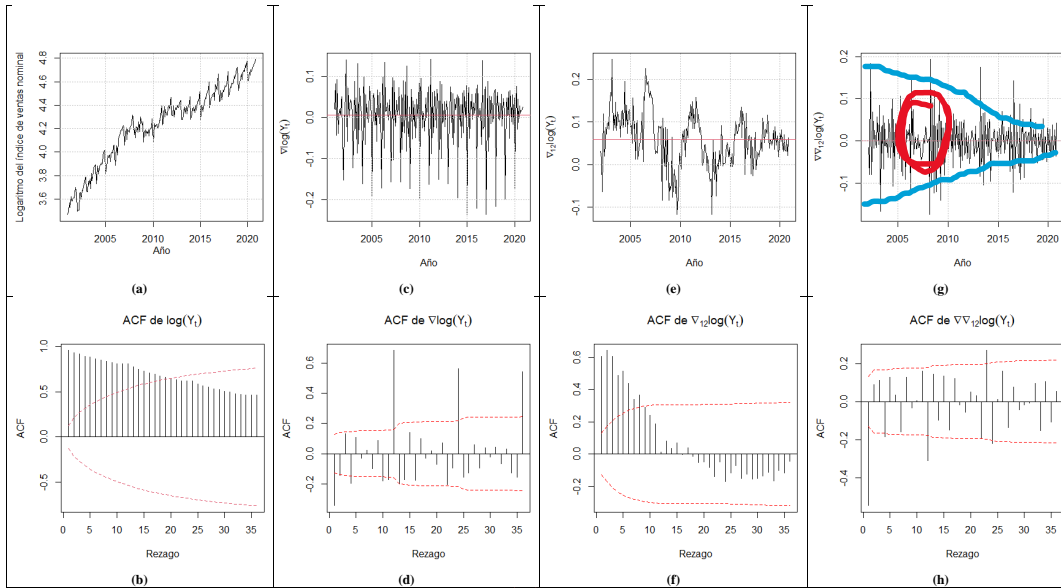 Logaritmo de índice de ventas nominal
4.8
4.6
4.4
4.2
4.0
3.8
3.6
2005 2010 2015 2020
Año
(a)
∇log(Yt)
0.1
0.0
-0.1
-0.2
2005 2010 2015 2020
Año
(c)
∇12log(Yt)
0.2
0.1
0.0
-0.1
2005 2010 2015 2020
Año
(e)
∇∇12log(Yt)
0.2
0.1
0.0
-0.1
2005 2010 2015 2020
Año
(g)
ACF de log(Yt)
ACF
1.0
0.5
0.0
-0.5
0 5 10 15 20 25 30 35
Rezago
(b)
ACF de ∇log(Yt)
ACF
0.6
0.4
0.2
0.0
-0.2
0 5 10 15 20 25 30 35
Rezago
(d)
ACF de ∇12log(Yt)
ACF
0.6
0.4
0.2
0.0
-0.2
0 5 10 15 20 25 30 35
Rezago
(f)
ACF de ∇∇12log(Yt)
ACF
0.2
0.0
-0.2
-0.4
0 5 10 15 20 25 30 35
Rezago
(h)